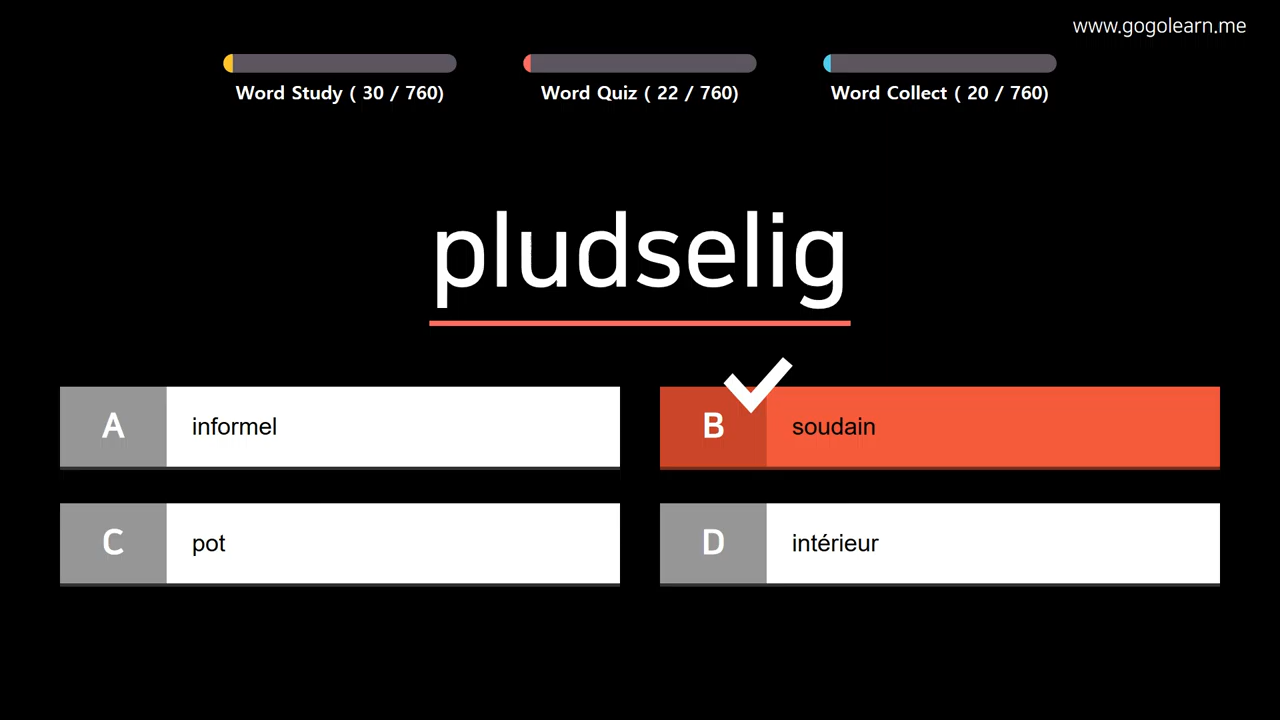 www.gogolearn.me
Word Study ( 30 / 760)
Word Quiz ( 22 / 760)
Word Collect ( 20 / 760)
pludselig
A informel
B soudain
C pot
D intérieur